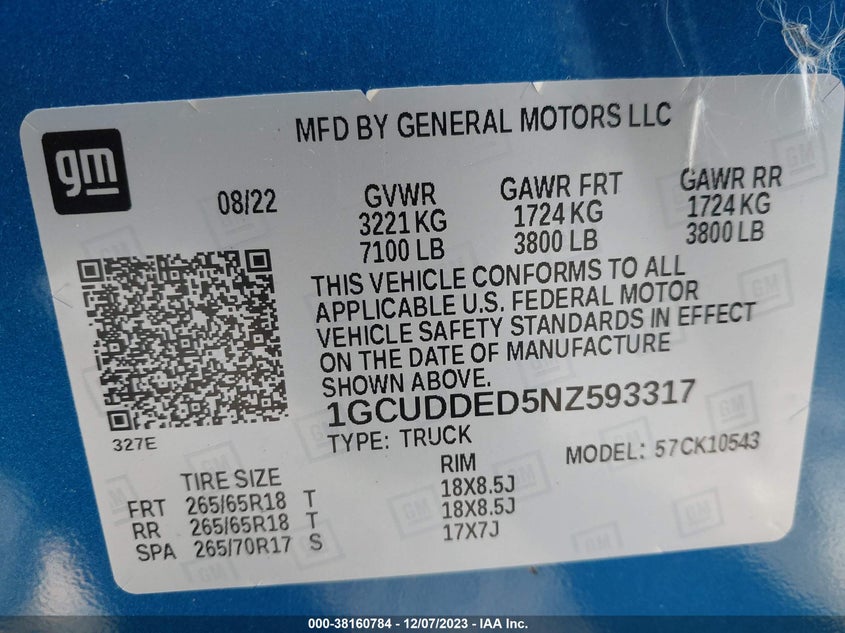 MFD BY GENERAL MOTORS LLC
gm
08/22
GVWR
3221 KG
7100 LB
GAWR FRT
1724 KG
3800 LB
GAWR RR
1724 KG
3800 LB
THIS VEHICLE CONFORMS TO ALL
APPLICABLE U.S. FEDERAL MOTOR
VEHICLE SAFETY STANDARDS IN EFFECT
ON THE DATE OF MANUFACTURE
SHOWN ABOVE.
1GCUDDED5NZ593317
327E
TYPE: TRUCK
MODEL: 57CK10543
TIRE SIZE
RIM
FRT 265/65R18 T 18X8.5J
RR 265/65R18 T 18X8.5J
SPA 265/70R17 S 17X7J
000-38160784 - 12/07/2023 - IAA Inc.